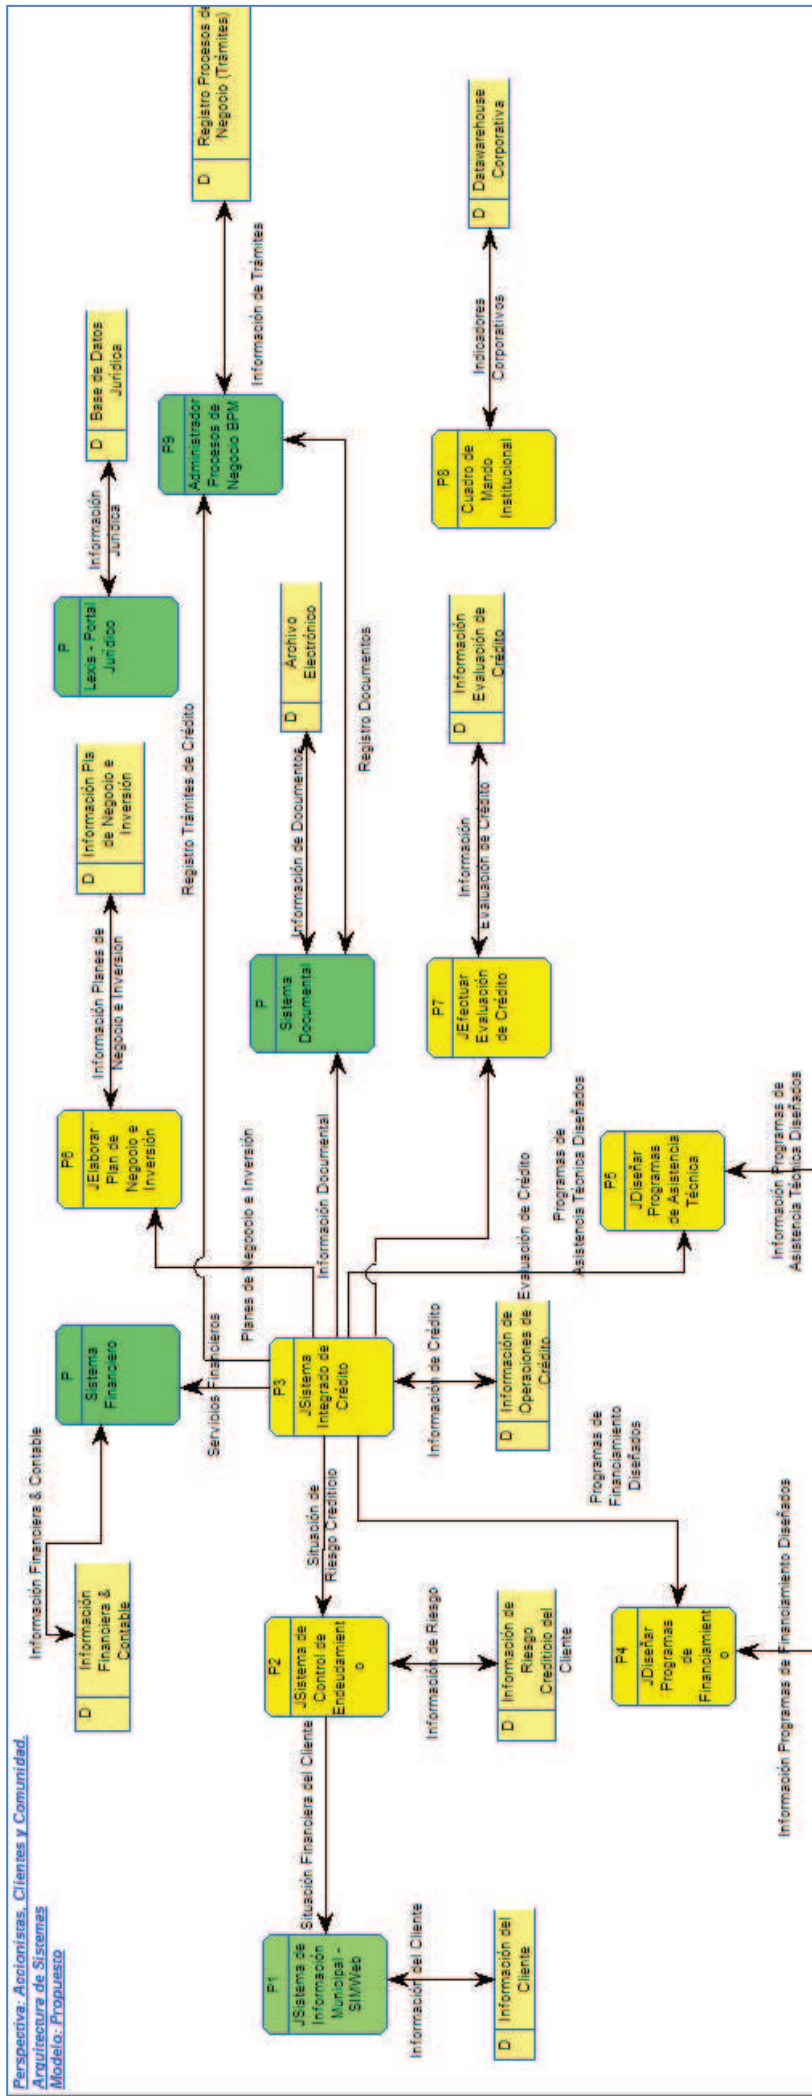 Perspectiva: Accionistas, Clientes y Comunidad.
Arquitectura de Sistemas
Modelo: Propuesto
D
Información
Financiera &
Contable
Información Financiera & Contable
P
Sistema
Financiero
Servicios Financieros
P6
JElaborar
Plan de
Negocio e
Inversión
Información Planes de
Negocio e Inversión
D
Información Pla
de Negocio e
Inversión
P
Lexis - Portal
Jurídico
Información
Jurídica
D
Base de Datos
Jurídica
P9
Administrador
Procesos de
Negocio BPM
Información de Trámites
D
Registro Procesos de
Negocio (Trámites)
Registro Trámites de Crédito
Planes de Negocio e Inversión
Información Documental
P
Sistema
Documental
Información de Documentos
D
Archivo
Electrónico
Registro Documentos
P1
JSistema de
Información
Municipal -
SIMWeb
Información del Cliente
D
Información del
Cliente
Situación Financiera del Cliente
P2
JSistema de
Control de
Endeudamient
o
Información de Riesgo
D
Información de
Riesgo
Crediticio del
Cliente
Situación de
Riesgo Crediticio
P3
JSistema
Integrado de
Crédito
Información de Crédito
D
Información de
Operaciones de
Crédito
Evaluación de Crédito
P7
JEfectuar
Evaluación
de Crédito
Información
Evaluación de Crédito
D
Información
Evaluación de
Crédito
P8
Cuadro de
Mando
Institucional
Indicadores
Corporativos
D
Datawarehouse
Corporativa
Programas de
Financiamiento
Diseñados
P4
JDiseñar
Programas
de
Financiamient
o
Información Programas de Financiamiento Diseñados
Programas de
Asistencia Técnica Diseñados
P5
JDiseñar
Programas
de Asistencia
Técnica
Información Programas de
Asistencia Técnica Diseñados